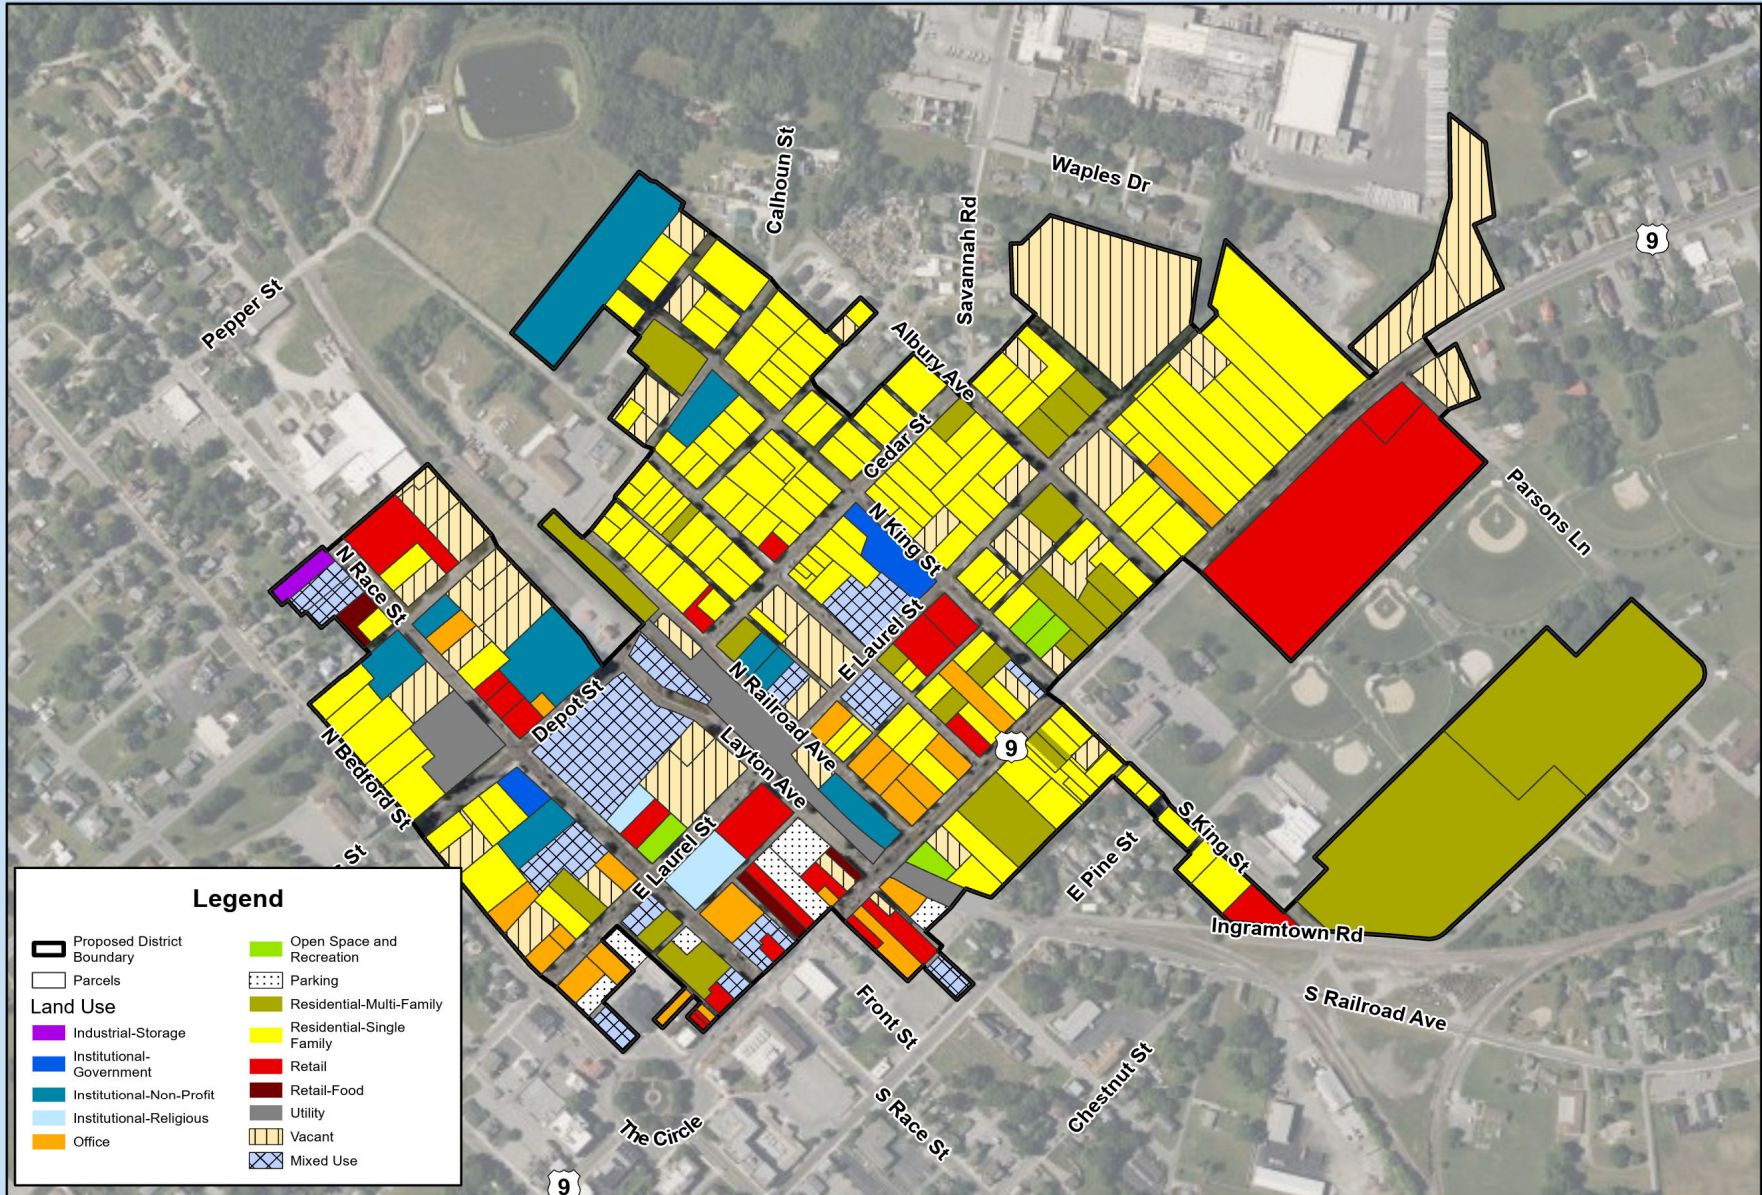 Calhoun St
Waples Dr
Savannah Rd
9
Pepper St
Albury Ave
Cedar St
Parsons Ln
N King St
N Race St
E Laurel St
N Railroad Ave
Depot St
Layton Ave
9
N Bedford St
E Laurel St
S King St
E Pine St
Ingramtown Rd
S Railroad Ave
Front St
Chestnut St
S Race St
The Circle
9
St
Legend
Proposed District
Boundary
Parcels
Land Use
Industrial-Storage
Institutional-
Government
Institutional-Non-Profit
Institutional-Religious
Office
Open Space and
Recreation
Parking
Residential-Multi-Family
Residential-Single
Family
Retail
Retail-Food
Utility
Vacant
Mixed Use